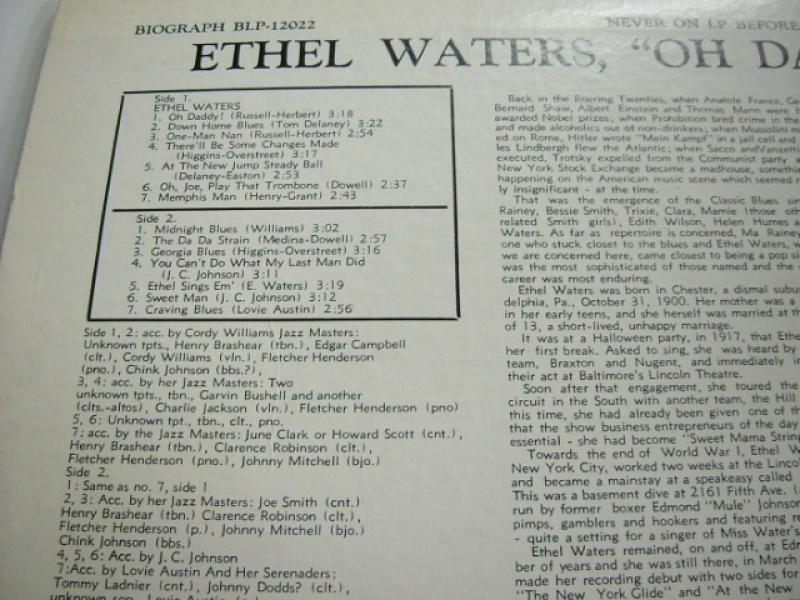 BIOGRAPH BLP-12022
NEVER ON LP BEFORE
ETHEL WATERS, "OH DA
Side 1.
ETHEL WATERS
1. Oh Daddy! (Russell-Herbert) 3:18
2. Down Home Blues (Tom Delaney) 3:22
3. One-Man Nan (Russell-Herbert) 2:54
4. There'll Be Some Changes Made
(Higgins-Overstreet) 3:17
5. At The New Jump Steady Ball
(Delaney-Easton) 2:53
6. Oh, Joe, Play That Trombone (Dowell) 2:37
7. Memphis Man (Henry-Grant) 2:43
Side 2.
1. Midnight Blues (Williams) 3:02
2. The Da Da Strain (Medina-Dowell) 2:57
3. Georgia Blues (Higgins-Overstreet) 3:16
4. You Can't Do What My Last Man Did
(J. C. Johnson) 3:11
5. Ethel Sings Em' (E. Waters) 3:19
6. Sweet Man (J. C. Johnson) 3:12
7. Craving Blues (Lovie Austin) 2:56
Side 1, 2: acc. by Cordy Williams Jazz Masters:
Unknown tpts., Henry Brashear (tbn.), Edgar Campbell
(clt.), Cordy Williams (vln.), Fletcher Henderson
(pno.), Chink Johnson (bbs.?),
3, 4: acc. by her Jazz Masters: Two
unknown tpts., tbn., Garvin Bushell and another
(clts.-altos), Charlie Jackson (vln.), Fletcher Henderson (pno)
5, 6: Unknown tpt., tbn., clt., pno.
7: acc. by the Jazz Masters: June Clark or Howard Scott (cnt.),
Henry Brashear (tbn.), Clarence Robinson (clt.),
Fletcher Henderson (pno.), Johnny Mitchell (bjo.)
Side 2.
1: Same as no. 7, side 1
2, 3: Acc. by her Jazz Masters: Joe Smith (cnt.)
Henry Brashear (tbn.) Clarence Robinson (clt.),
Fletcher Henderson (p.), Johnny Mitchell (bjo.)
Chink Johnson (bbs.)
4, 5, 6: Acc. by J. C. Johnson
7:Acc. by Lovie Austin And Her Serenaders:
Tommy Ladnier (cnt.), Johnny Dodds? (clt.),
Back in the Roaring Twenties, when Anatole France, Ge
Bernard Shaw, Albert Einstein and Thomas Mann were
awarded Nobel prizes; when Prohibition bred crime in the
and made alcoholics out of non-drinkers; when Mussolini m
ed on Rome, Hitler wrote "Mein Kampf" in a jail cell and
les Lindbergh flew the Atlantic; when Sacco andVanzetti
executed, Trotsky expelled from the Communist party a
New York Stock Exchange became a madhouse, somethin
happening on the American music scene which seemed
ly insignificant - at the time.
That was the emergence of the Classic Blues sin
Rainey, Bessie Smith, Trixie, Clara, Mamie (those oth
related Smith girls), Edith Wilson, Helen Humes a
Waters. As far as repertoire is concerned, Ma Rainey
one who stuck closet to the blues and Ethel Waters, w
we are concerned here, came closest to being a pop si
was the most sophisticated of those named and the
career was most enduring.
Ethel Waters was born in Chester, a dismal subu
delphia, Pa., October 31, 1900. Her mother was a
in her early teens, and she herself was married at th
of 13, a short-lived, unhappy marriage.
It was at a Halloween party, in 1917, that Ethe
her first break. Asked to sing, she was heard by
team, Braxton and Nugent, and immediately in
their act at Baltimore's Lincoln Theatre.
Soon after that engagement, she toured the
circuit in the South with another team, the Hill
this time, she had already been given one of th
that the show business entrepreneurs of the day
essential - she had become "Sweet Mama String
Towards the end of World War I, Ethel W
New York City, worked two weeks at the Lincol
and became a mainstay at a speakeasy called
This was a basement dive at 2161 Fifth Ave. (
run by former boxer Edmond "Mule" Johnson
pimps, gamblers and hookers and featuring re
- quite a setting for a singer of Miss Water's
Ethel Waters remained, on and off, at Edm
ber of years and she was still there, in March
made her recording debut with two sides for
"The New York Glide" and "At the New